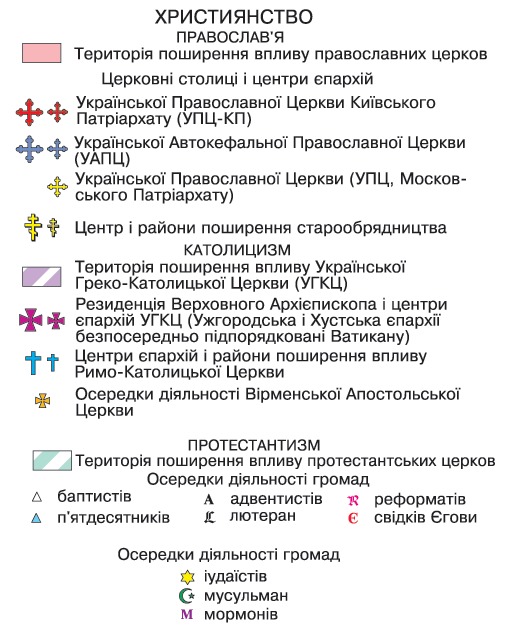 ХРИСТИЯНСТВО
ПРАВОСЛАВ'Я
Територія поширення впливу православних церков
Церковні столиці і центри єпархій
Української Православної Церкви Київського
Патріархату (УПЦ-КП)
Української Автокефальної Православної Церкви
(УАПЦ)
Української Православної Церкви (УПЦ, Москов-
ського Патріархату)
Центр і райони поширення старообрядництва
КАТОЛИЦИЗМ
Територія поширення впливу Української
Греко-Католицької Церкви (УГКЦ)
Резиденція Верховного Архієпископа і центри
єпархій УГКЦ (Ужгородська і Хустська єпархії
безпосередньо підпорядковані Ватикану)
Центри єпархій і райони поширення впливу
Римо-Католицької Церкви
Осередки діяльності Вірменської Апостольської
Церкви
ПРОТЕСТАНТИЗМ
Територія поширення впливу протестантських церков
Осередки діяльності громад
баптистів A адвентистів R реформатів
п'ятдесятників L лютеран Є свідків Єгови
Осередки діяльності громад
іудаїстів
мусульман
M мормонів